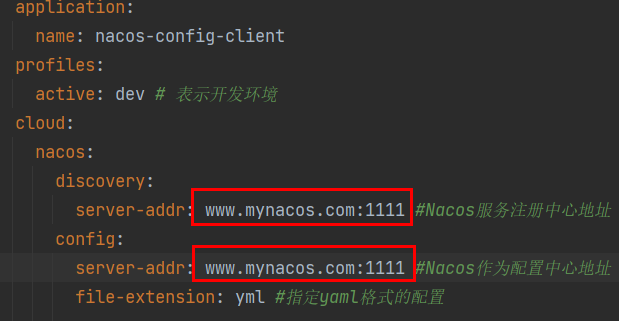 application:
name: nacos-config-client
profiles:
active: dev # 表示开发环境
cloud:
nacos:
discovery:
server-addr: www.mynacos.com:1111 #Nacos服务注册中心地址
config:
server-addr: www.mynacos.com:1111 #Nacos作为配置中心地址
file-extension: yml #指定yaml格式的配置